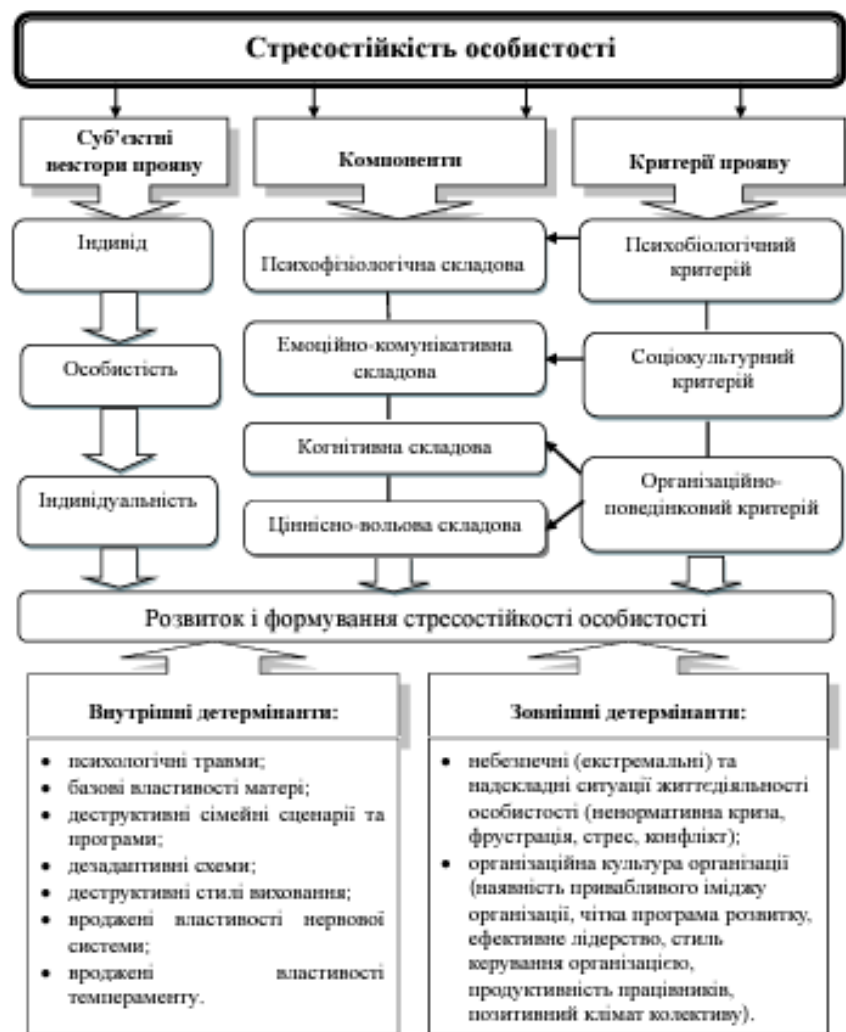 Стресостійкість особистості
Суб'єктні
вектори прояву
Компоненти
Критерії прояву
Індивід
Психофізіологічна складова
Психобіологічний
критерій
Особистість
Емоційно-комунікативна
складова
Соціокультурний
критерій
Індивідуальність
Когнітивна складова
Ціннісно-вольова складова
Організаційно-
поведінковий критерій
Розвиток і формування стресостійкості особистості
Внутрішні детермінанти:
• психологічні травми;
• базові властивості матері;
• деструктивні сімейні сценарії та
програми;
• дезадаптивні схеми;
• деструктивні стилі виховання;
• вроджені властивості нервової
системи;
• вроджені властивості
темпераменту.
Зовнішні детермінанти:
• небезпечні (екстремальні) та
надскладні ситуації життєдіяльності
особистості (ненормативна криза,
фрустрація, стрес, конфлікт);
• організаційна культура організації
(наявність привабливого іміджу
організації, чітка програма розвитку,
ефективне лідерство, стиль
керування організацією,
продуктивність працівників,
позитивний клімат колективу).